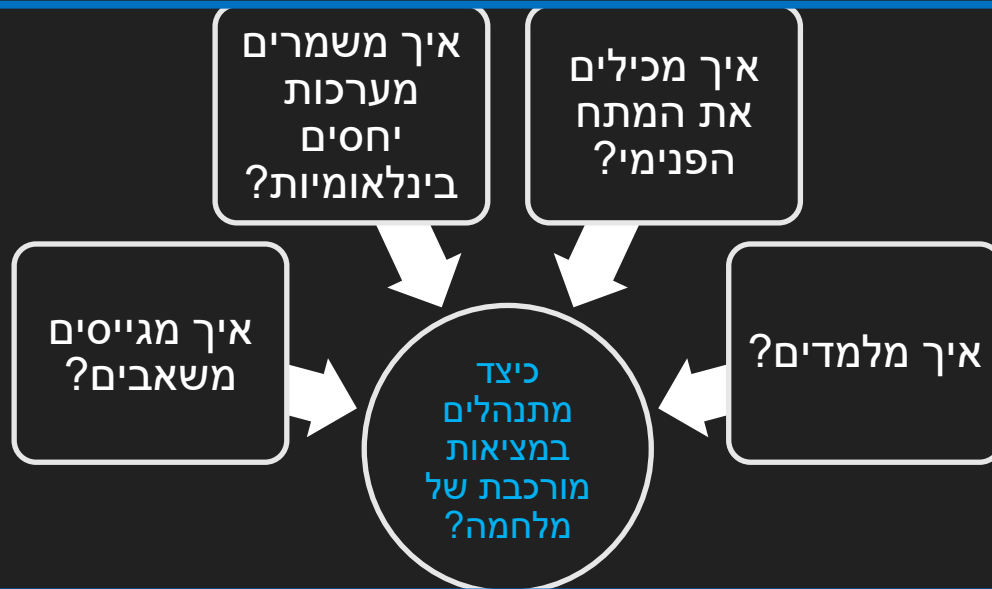 איך מלמדים?
איך מכילים
את המתח
הפנימי?
איך משמרים
מערכות
יחסים
בינלאומיות?
איך מגייסים
משאבים?
כיצד
מתנהלים
במציאות
מורכבת של
מלחמה?